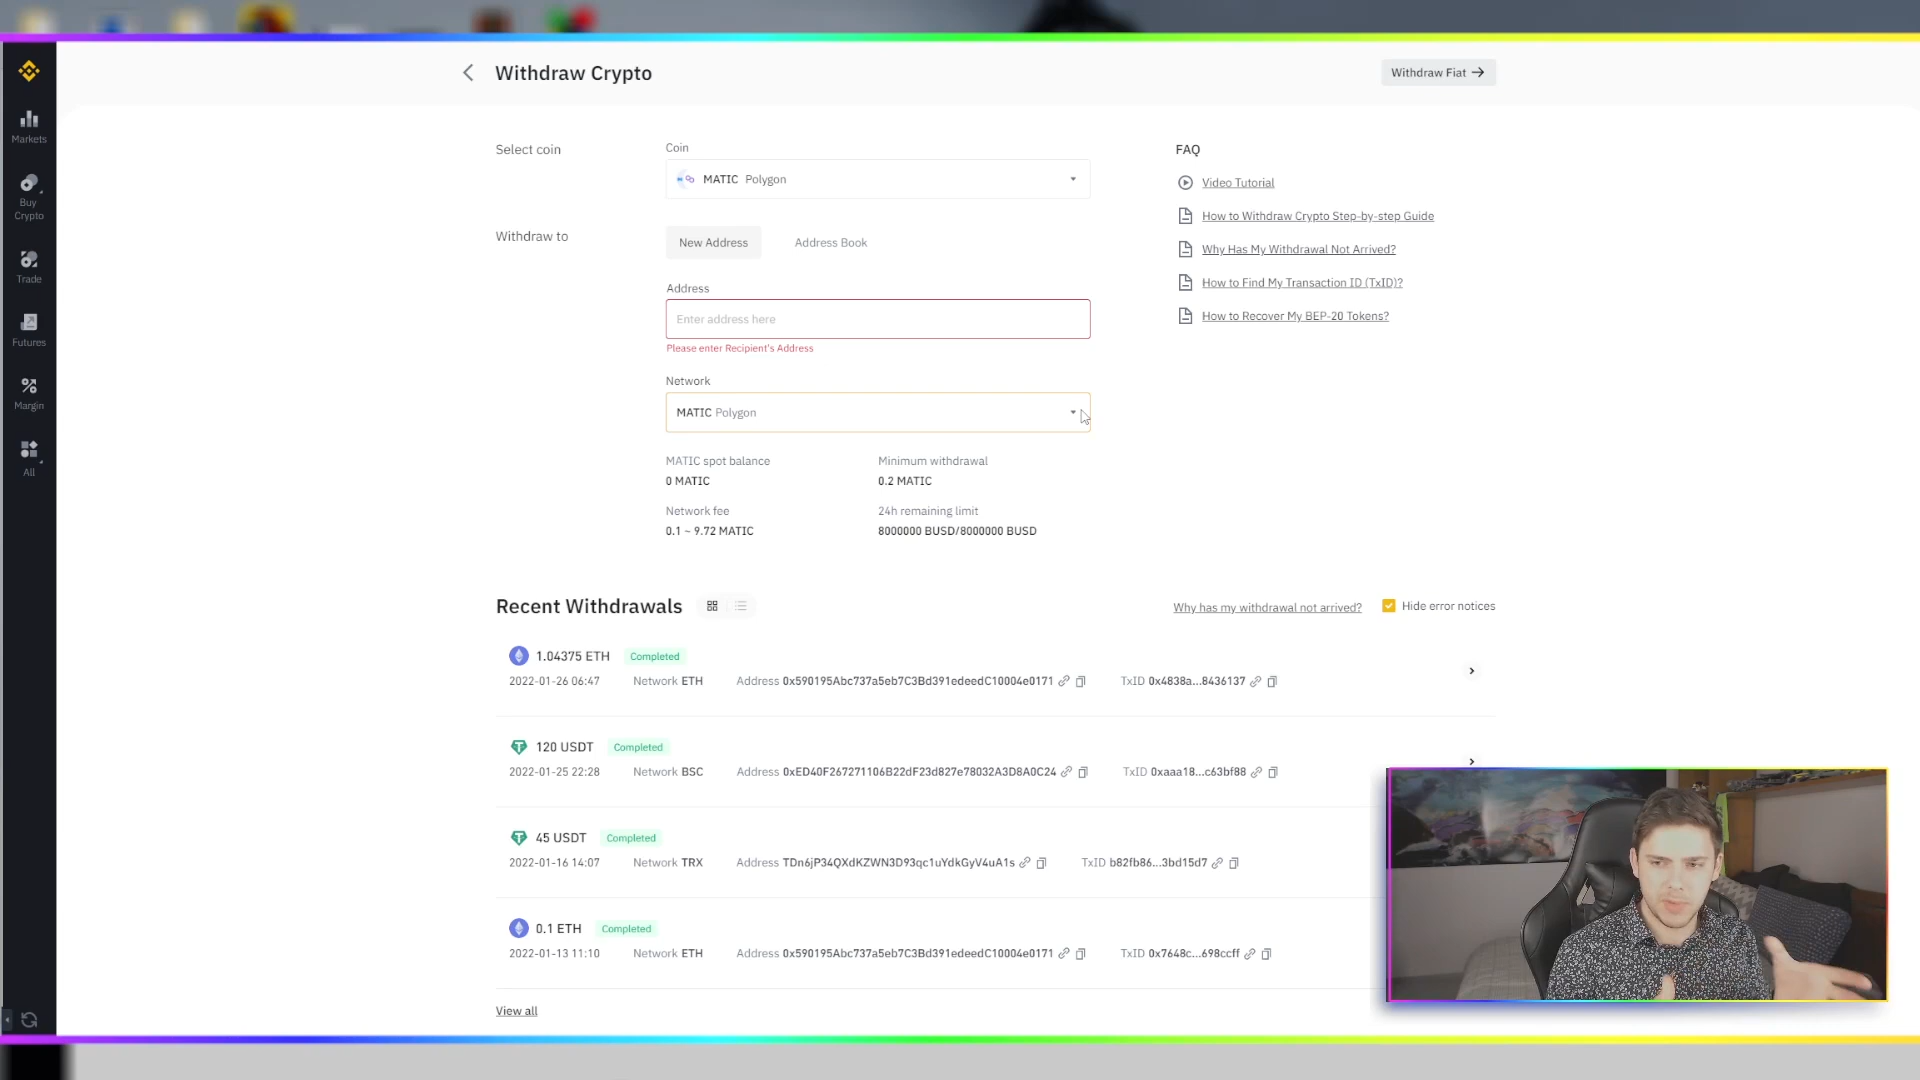 Withdraw Crypto
Withdraw Fiat
Markets
Buy
Crypto
Trade
Futures
Margin
All
Select coin
Coin
MATIC Polygon
Withdraw to
New Address
Address Book
Address
Enter address here
Please enter Recipient's Address
Network
MATIC Polygon
MATIC spot balance
0 MATIC
Minimum withdrawal
0.2 MATIC
Network fee
0.1 ~ 9.72 MATIC
24h remaining limit
8000000 BUSD/8000000 BUSD
FAQ
Video Tutorial
How to Withdraw Crypto Step-by-step Guide
Why Has My Withdrawal Not Arrived?
How to Find My Transaction ID (TxID)?
How to Recover My BEP-20 Tokens?
Recent Withdrawals
Why has my withdrawal not arrived?
Hide error notices
1.04375 ETH Completed
2022-01-26 06:47 Network ETH Address 0x590195Abc737a5eb7C3Bd391edeedC10004e0171 TxID 0x4838a...8436137
120 USDT Completed
2022-01-25 22:28 Network BSC Address 0xED40F267271106B22dF23d827e78032A3D8A0C24 TxID 0xaaa18...c63bf88
45 USDT Completed
2022-01-16 14:07 Network TRX Address TDn6jP34QXdKZWN3D93qc1uYdkGyV4uA1s TxID b82fb86...3bd15d7
0.1 ETH Completed
2022-01-13 11:10 Network ETH Address 0x590195Abc737a5eb7C3Bd391edeedC10004e0171 TxID 0x7648c...698ccff
View all